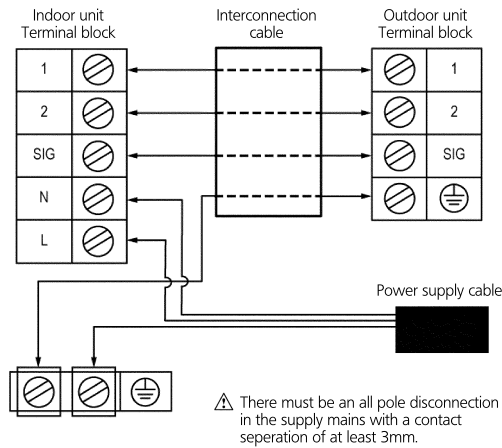 Indoor unit
Terminal block
Interconnection
cable
Outdoor unit
Terminal block
1
2
SIG
N
L
1
2
SIG
Power supply cable
There must be an all pole disconnection
in the supply mains with a contact
seperation of at least 3mm.